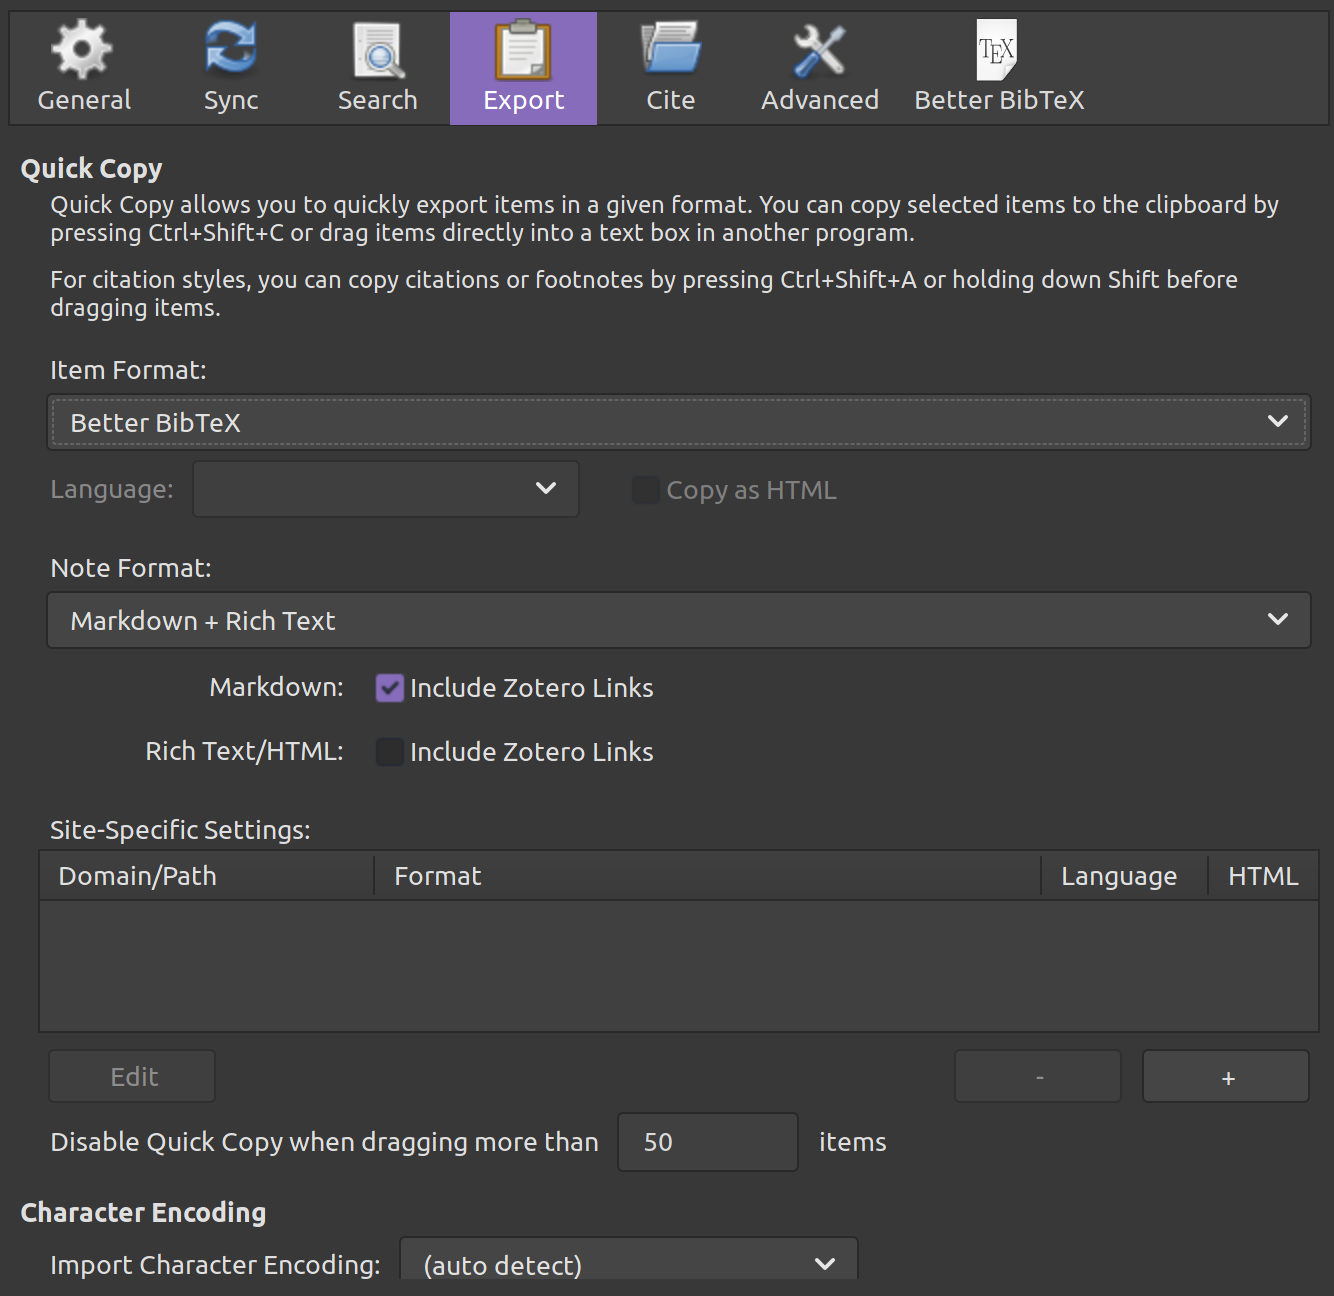 General
Sync
Search
Export
Cite
Advanced
TEX
Better BibTeX
Quick Copy
Quick Copy allows you to quickly export items in a given format. You can copy selected items to the clipboard by
pressing Ctrl+Shift+C or drag items directly into a text box in another program.
For citation styles, you can copy citations or footnotes by pressing Ctrl+Shift+A or holding down Shift before
dragging items.
Item Format:
Better BibTeX
Language:
Copy as HTML
Note Format:
Markdown + Rich Text
Markdown: Include Zotero Links
Rich Text/HTML: Include Zotero Links
Site-Specific Settings:
Domain/Path Format Language HTML
Edit - +
Disable Quick Copy when dragging more than 50 items
Character Encoding
Import Character Encoding: (auto detect)